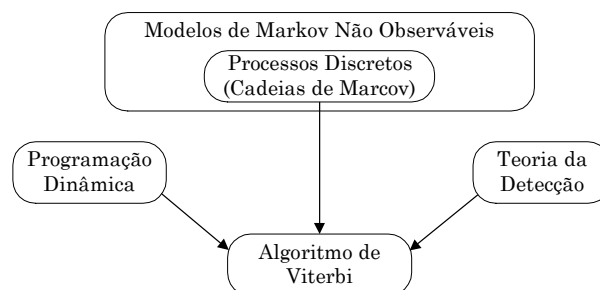 Modelos de Markov Não Observáveis
Processos Discretos
(Cadeias de Marcov)
Programação
Dinâmica
Teoria da
Detecção
Algoritmo de
Viterbi